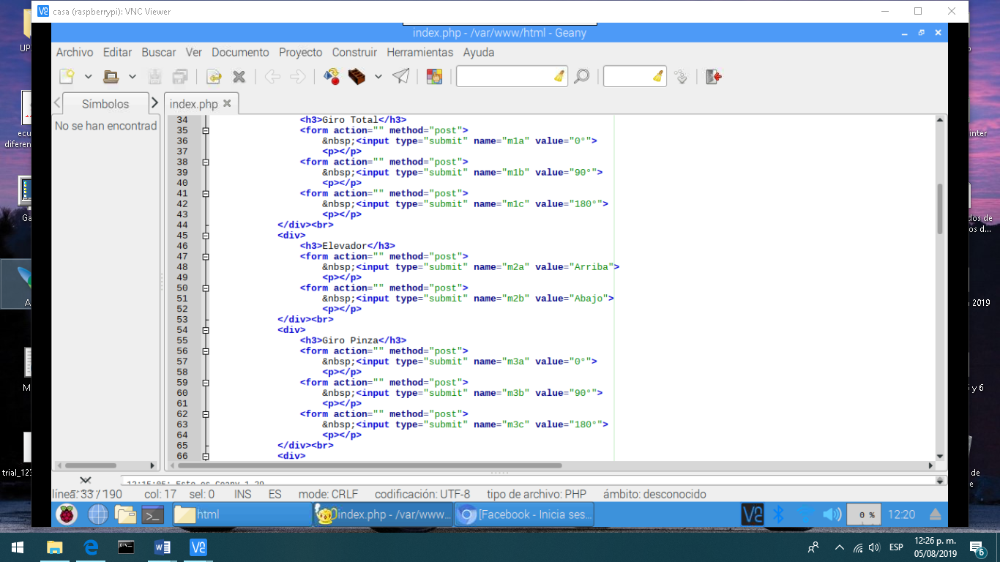 casa (raspberrypi): VNC Viewer
index.php - /var/www/html - Geany
Archivo Editar Buscar Ver Documento Proyecto Construir Herramientas Ayuda
Símbolos
index.php
No se han encontrad
34 <h3>Giro Total</h3>
35 <form action="" method="post">
36 &nbsp;<input type="submit" name="m1a" value="0°">
37 <p></p>
38 <form action="" method="post">
39 &nbsp;<input type="submit" name="m1b" value="90°">
40 <p></p>
41 <form action="" method="post">
42 &nbsp;<input type="submit" name="m1c" value="180°">
43 <p></p>
44 </div><br>
45 <div>
46 <h3>Elevador</h3>
47 <form action="" method="post">
48 &nbsp;<input type="submit" name="m2a" value="Arriba">
49 <p></p>
50 <form action="" method="post">
51 &nbsp;<input type="submit" name="m2b" value="Abajo">
52 <p></p>
53 </div><br>
54 <div>
55 <h3>Giro Pinza</h3>
56 <form action="" method="post">
57 &nbsp;<input type="submit" name="m3a" value="0°">
58 <p></p>
59 <form action="" method="post">
60 &nbsp;<input type="submit" name="m3b" value="90°">
61 <p></p>
62 <form action="" method="post">
63 &nbsp;<input type="submit" name="m3c" value="180°">
64 <p></p>
65 </div><br>
66 <div>
12:15:05: Este es Geany 1.29
línea: 33 / 190 col: 17 sel: 0 INS ES mode: CRLF codificación: UTF-8 tipo de archivo: PHP ámbito: desconocido
html
index.php - /var/www...
[Facebook - Inicia ses...
0 %
12:20
UP
ecu
diferen
Ga
A
M
trial_123
inter
dos de
os d...
2019
5 y 6
de
e
ESP
12:26 p. m.
05/08/2019
6